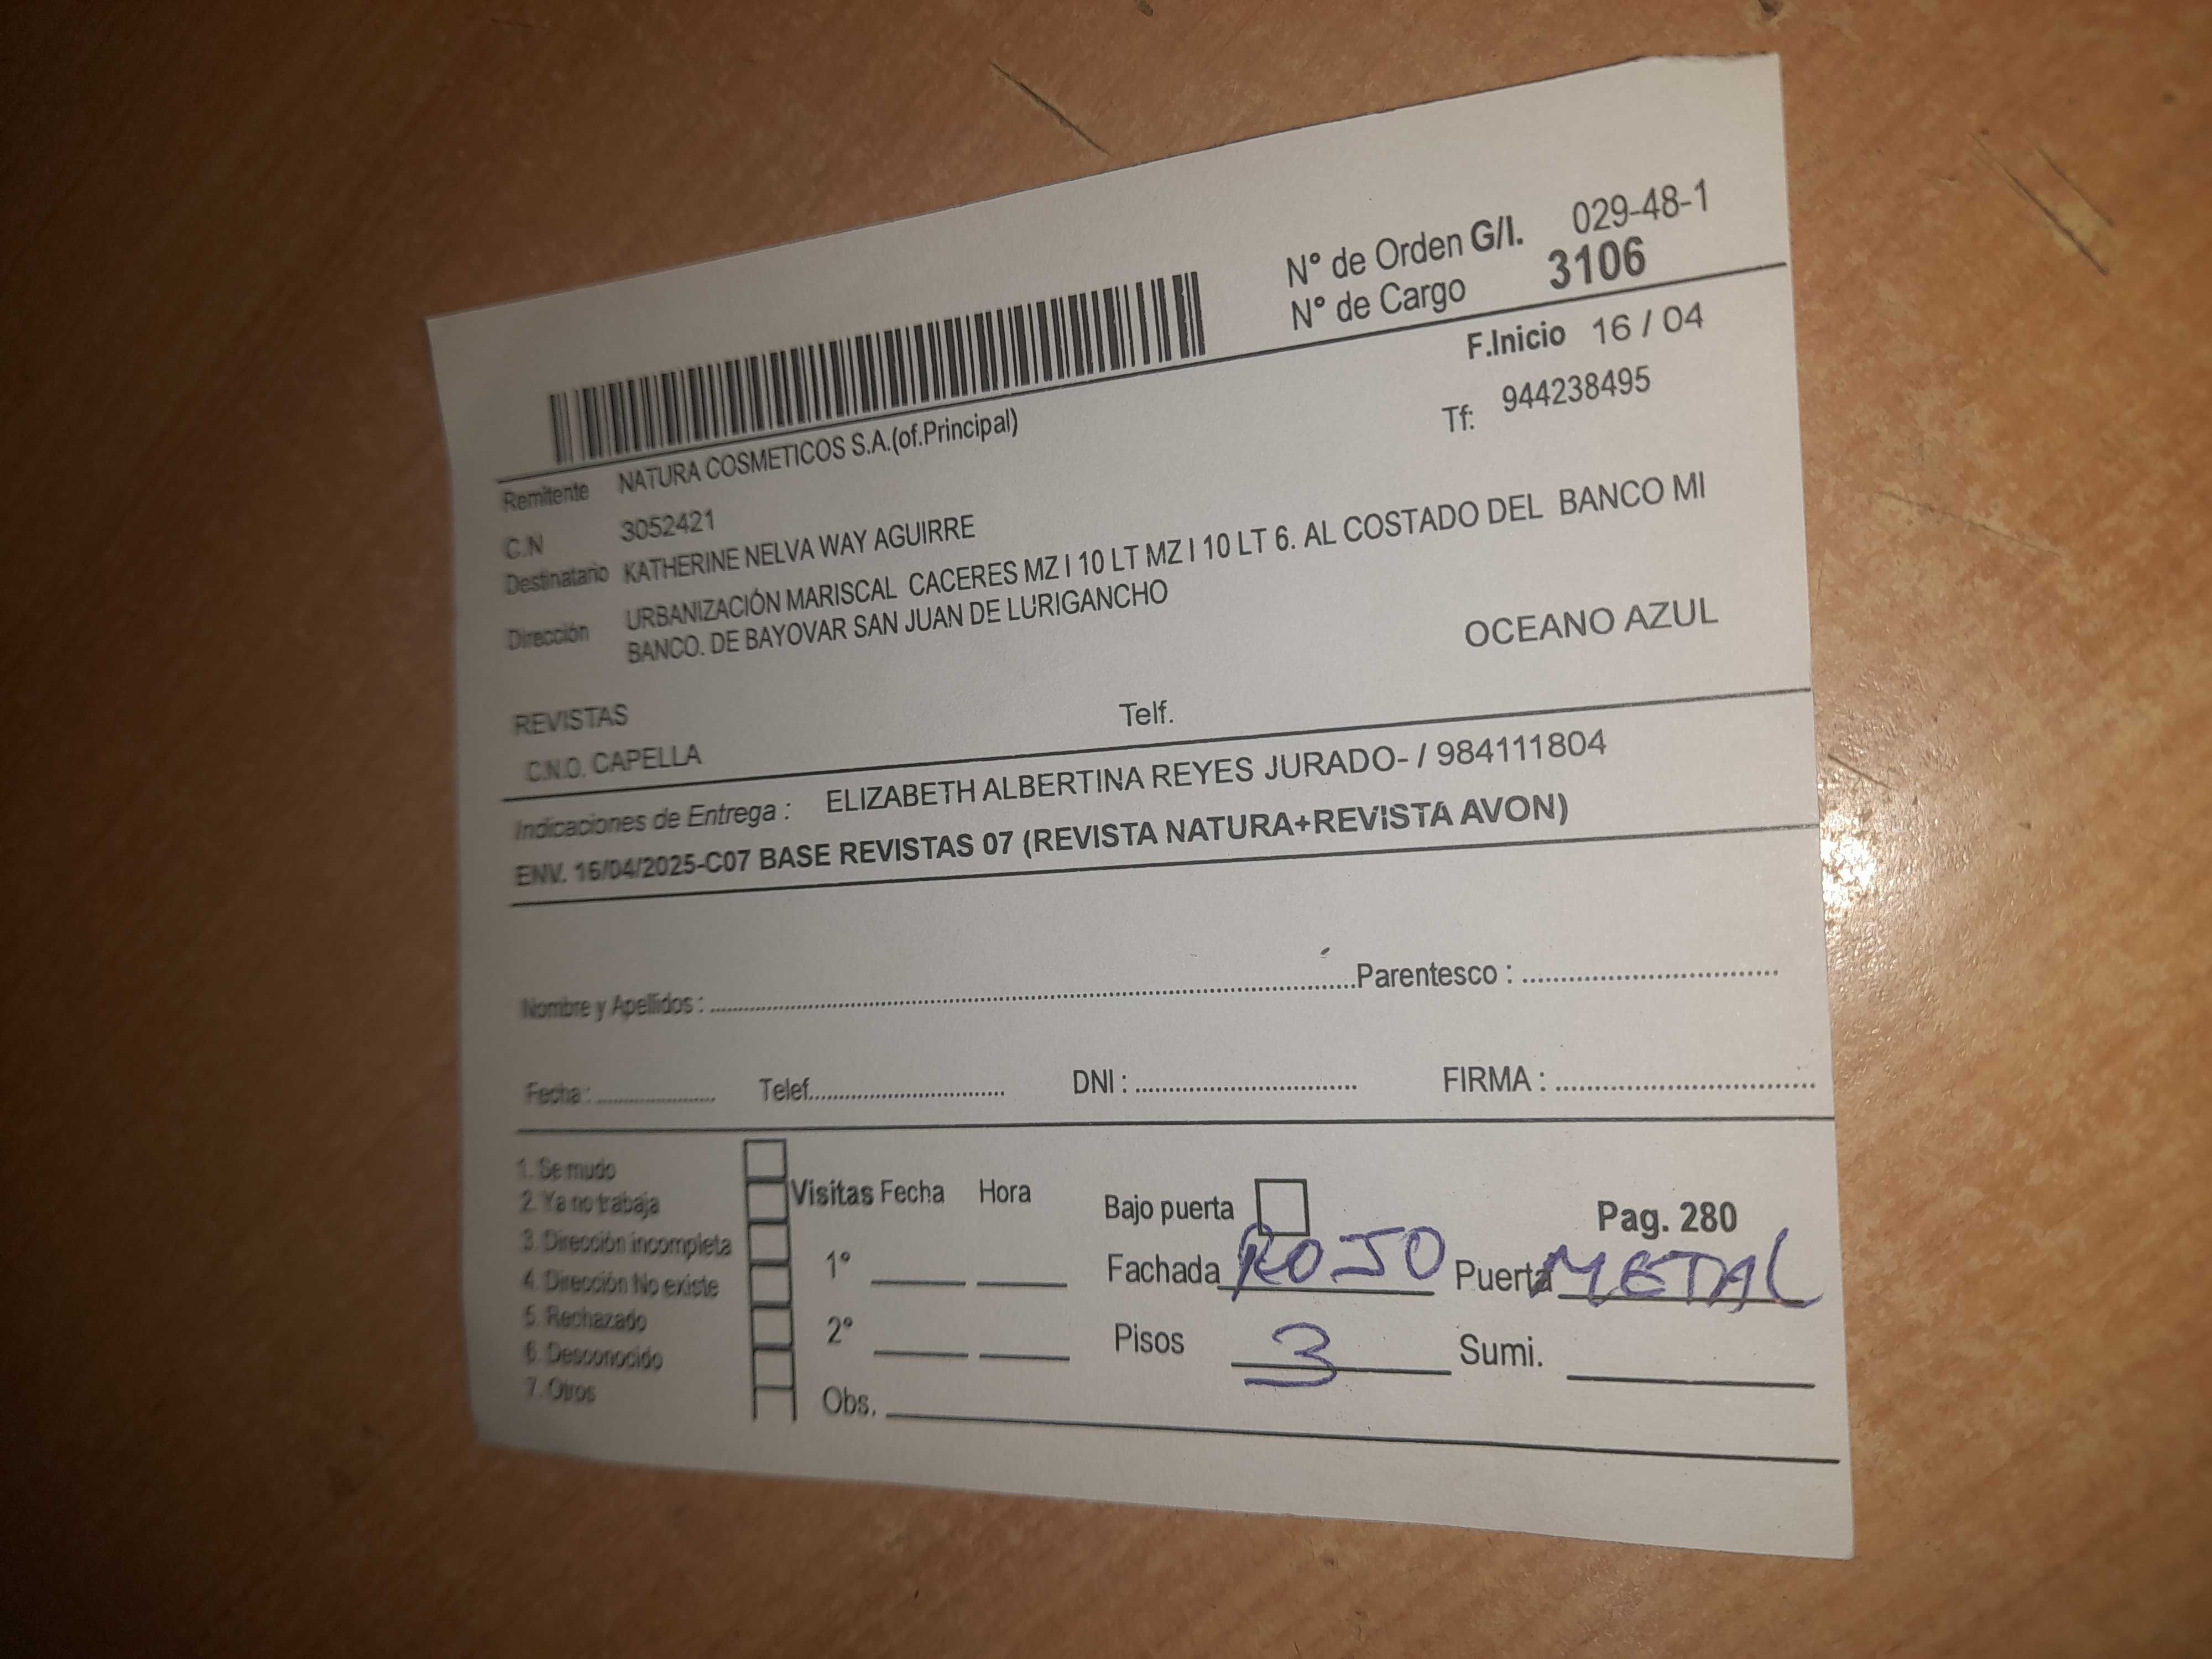 N° de Orden G/I. 029-48-1
N° de Cargo 3106
F.Inicio 16 / 04
Tf: 944238495
Remitente NATURA COSMETICOS S.A.(of.Principal)
C.N 3052421
Destinatario KATHERINE NELVA WAY AGUIRRE
Dirección URBANIZACIÓN MARISCAL CACERES MZ I 10 LT MZ I 10 LT 6. AL COSTADO DEL BANCO MI
BANCO. DE BAYOVAR SAN JUAN DE LURIGANCHO
OCEANO AZUL
REVISTAS
C.N.O. CAPELLA Telf.
Indicaciones de Entrega : ELIZABETH ALBERTINA REYES JURADO- / 984111804
ENV. 16/04/2025-C07 BASE REVISTAS 07 (REVISTA NATURA+REVISTA AVON)
Nombre y Apellidos : Parentesco :
Fecha : Telef. DNI : FIRMA :
1. Se mudo
2. Ya no trabaja
3. Dirección incompleta
4. Dirección No existe
5. Rechazado
6. Desconocido
7. Otros
Visitas Fecha Hora
1°
2°
Obs.
Bajo puerta Pag. 280
Fachada ROJO Puerta METAL
Pisos 3 Sumi.